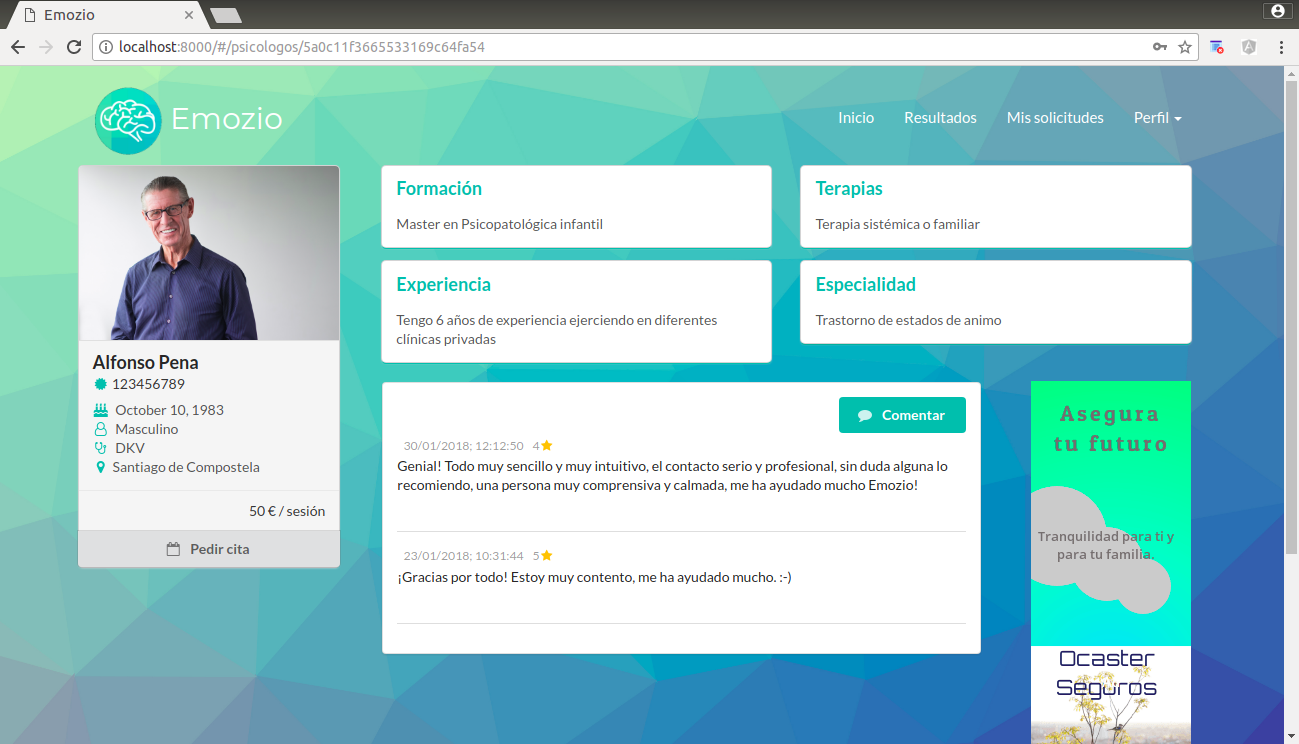 Emozio
localhost:8000/#/psicologos/5a0c11f3665533169c64fa54
Emozio
Inicio
Resultados
Mis solicitudes
Perfil
Alfonso Pena
123456789
October 10, 1983
Masculino
DKV
Santiago de Compostela
50 € / sesión
Pedir cita
Formación
Master en Psicopatológica infantil
Terapias
Terapia sistémica o familiar
Experiencia
Tengo 6 años de experiencia ejerciendo en diferentes
clínicas privadas
Especialidad
Trastorno de estados de animo
Comentar
30/01/2018; 12:12:50 4
Genial! Todo muy sencillo y muy intuitivo, el contacto serio y profesional, sin duda alguna lo
recomiendo, una persona muy comprensiva y calmada, me ha ayudado mucho Emozio!
23/01/2018; 10:31:44 5
¡Gracias por todo! Estoy muy contento, me ha ayudado mucho. :-)
Asegura
tu futuro
Tranquilidad para ti y
para tu familia.
Ocaster
Seguros